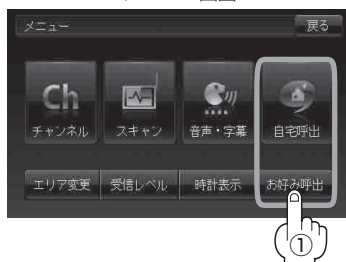 メニュー
戻る
Ch
チャンネル
スキャン
音声・字幕
自宅呼出
エリア変更
受信レベル
時計表示
お好み呼出
①